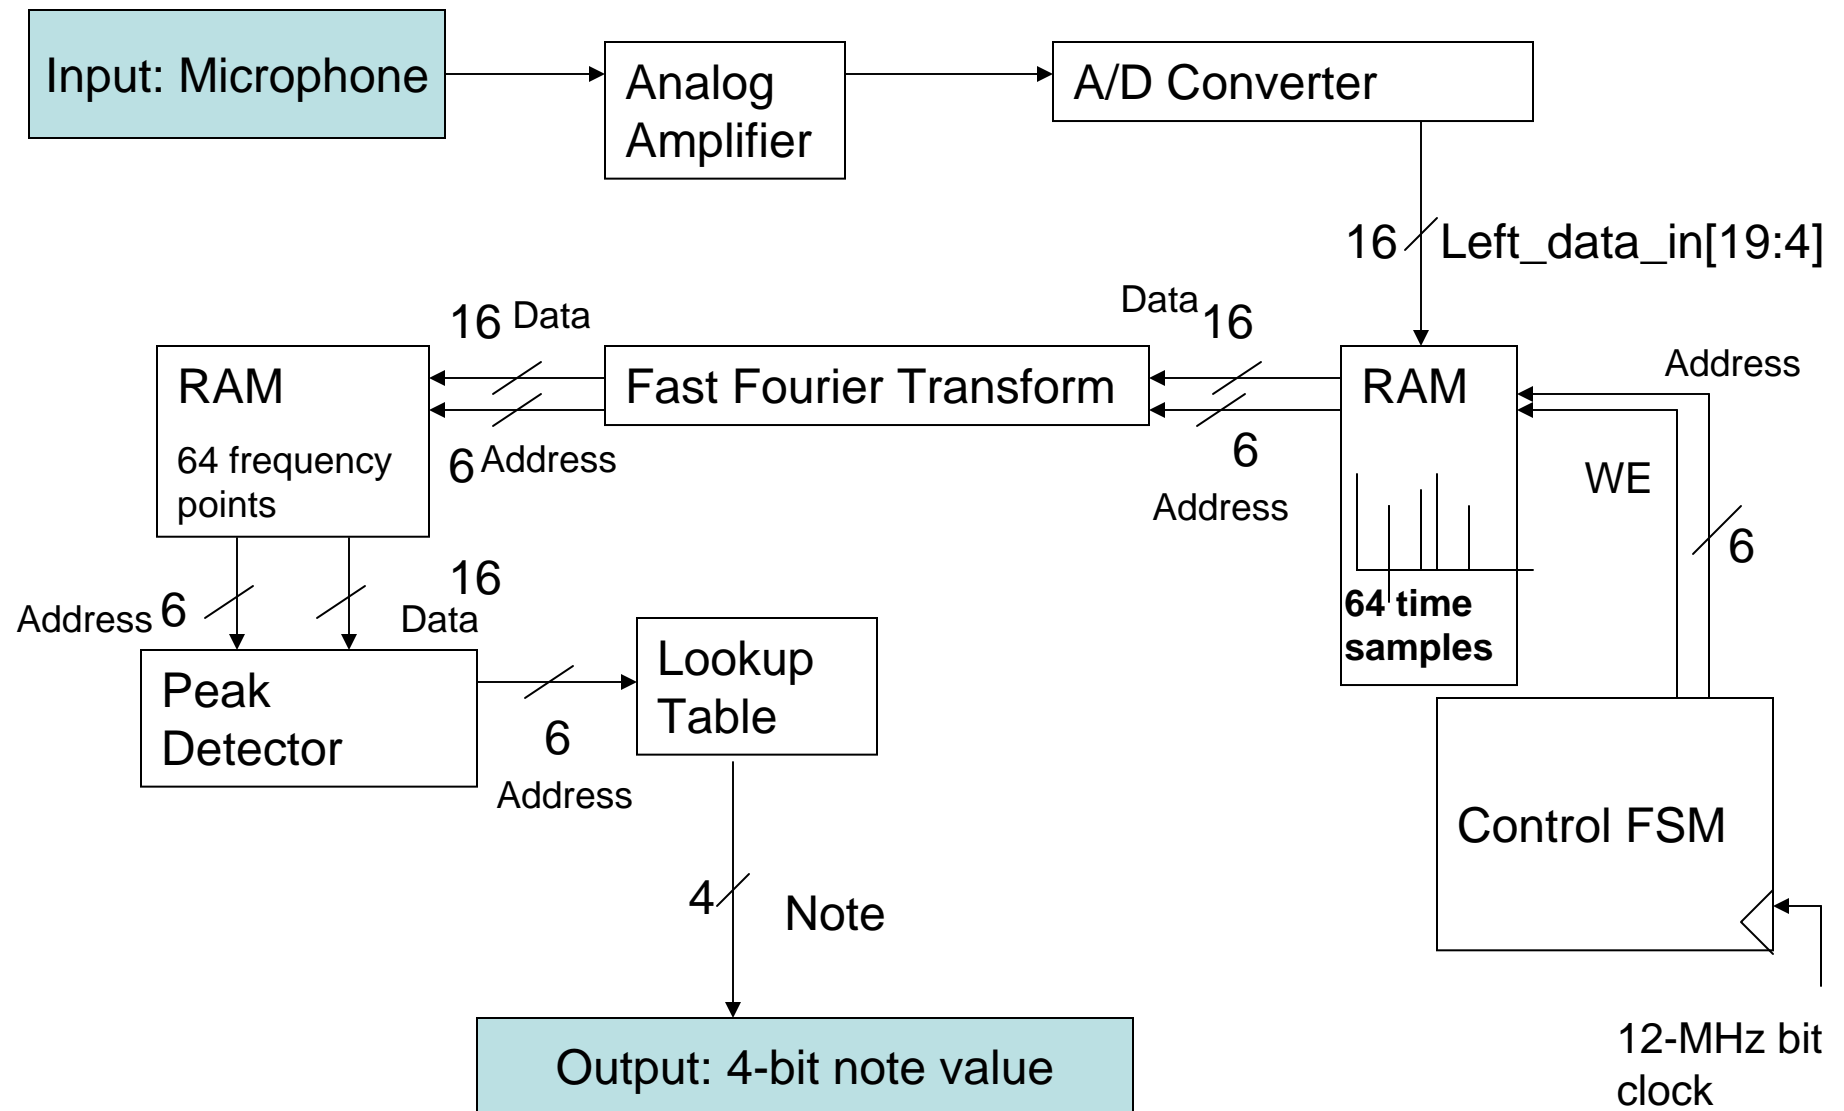 Input: Microphone
Analog
Amplifier
A/D Converter
16
Left_data_in[19:4]
16 Data
Data 16
RAM
64 frequency
points
Fast Fourier Transform
RAM
Address
6 Address
6
Address
WE
6
64 time
samples
Address 6
16
Data
Peak
Detector
6
Address
Lookup
Table
Control FSM
4
Note
Output: 4-bit note value
12-MHz bit
clock